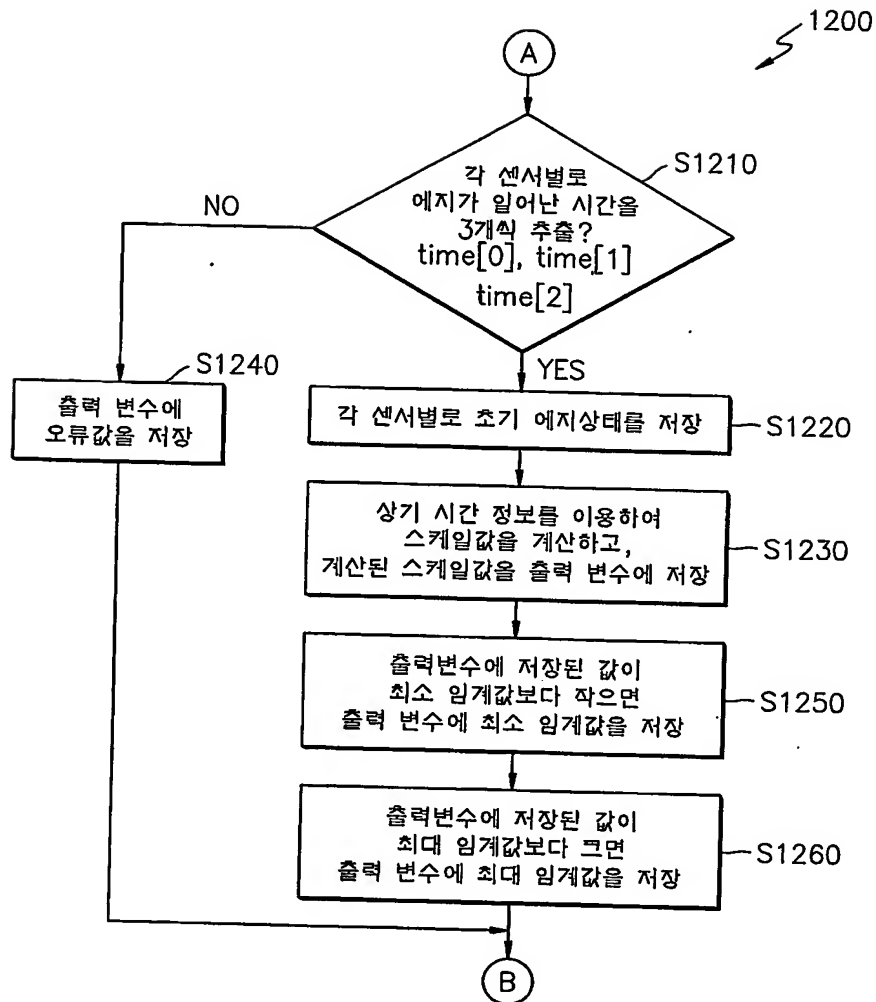 1200
A
각 센서별로
에지가 일어난 시간을
3개씩 추출?
time[0], time[1]
time[2]
S1210
NO
YES
S1240
출력 변수에
오류값을 저장
각 센서별로 초기 에지상태를 저장
S1220
상기 시간 정보를 이용하여
스케일값을 계산하고,
계산된 스케일값을 출력 변수에 저장
S1230
출력변수에 저장된 값이
최소 임계값보다 작으면
출력 변수에 최소 임계값을 저장
S1250
출력변수에 저장된 값이
최대 임계값보다 크면
출력 변수에 최대 임계값을 저장
S1260
B